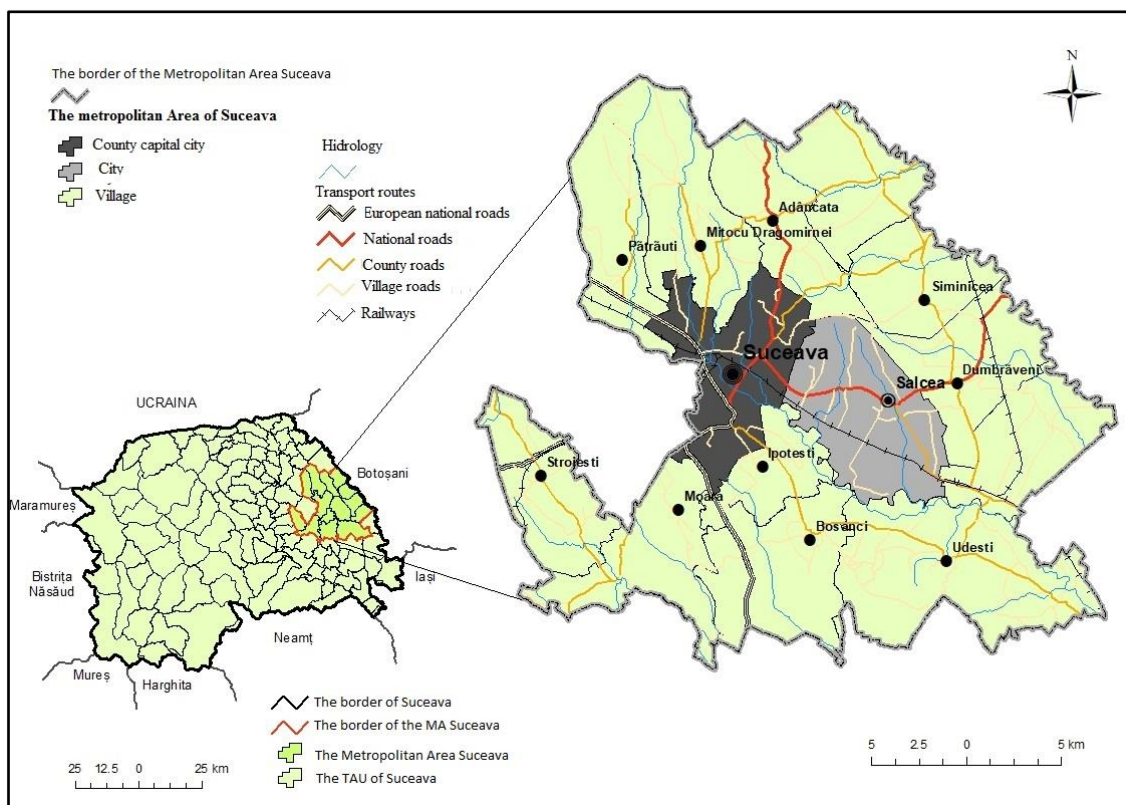 The border of the Metropolitan Area Suceava
The metropolitan Area of Suceava
County capital city
City
Village
Hidrology
Transport routes
European national roads
National roads
County roads
Village roads
Railways
N
Adâncata
Mitocu Dragomirnei
Pătrăuti
Siminicea
Suceava
Dumbrăveni
Salcea
Ipotesti
Stroiesti
Moara
Bosanci
Udesti
UCRAINA
Botoșani
Maramureș
Bistrița
Năsăud
Iași
Neamț
Mureș
Harghita
The border of Suceava
The border of the MA Suceava
The Metropolitan Area Suceava
The TAU of Suceava
25 12.5 0 25 km
5 2.5 0 5 km